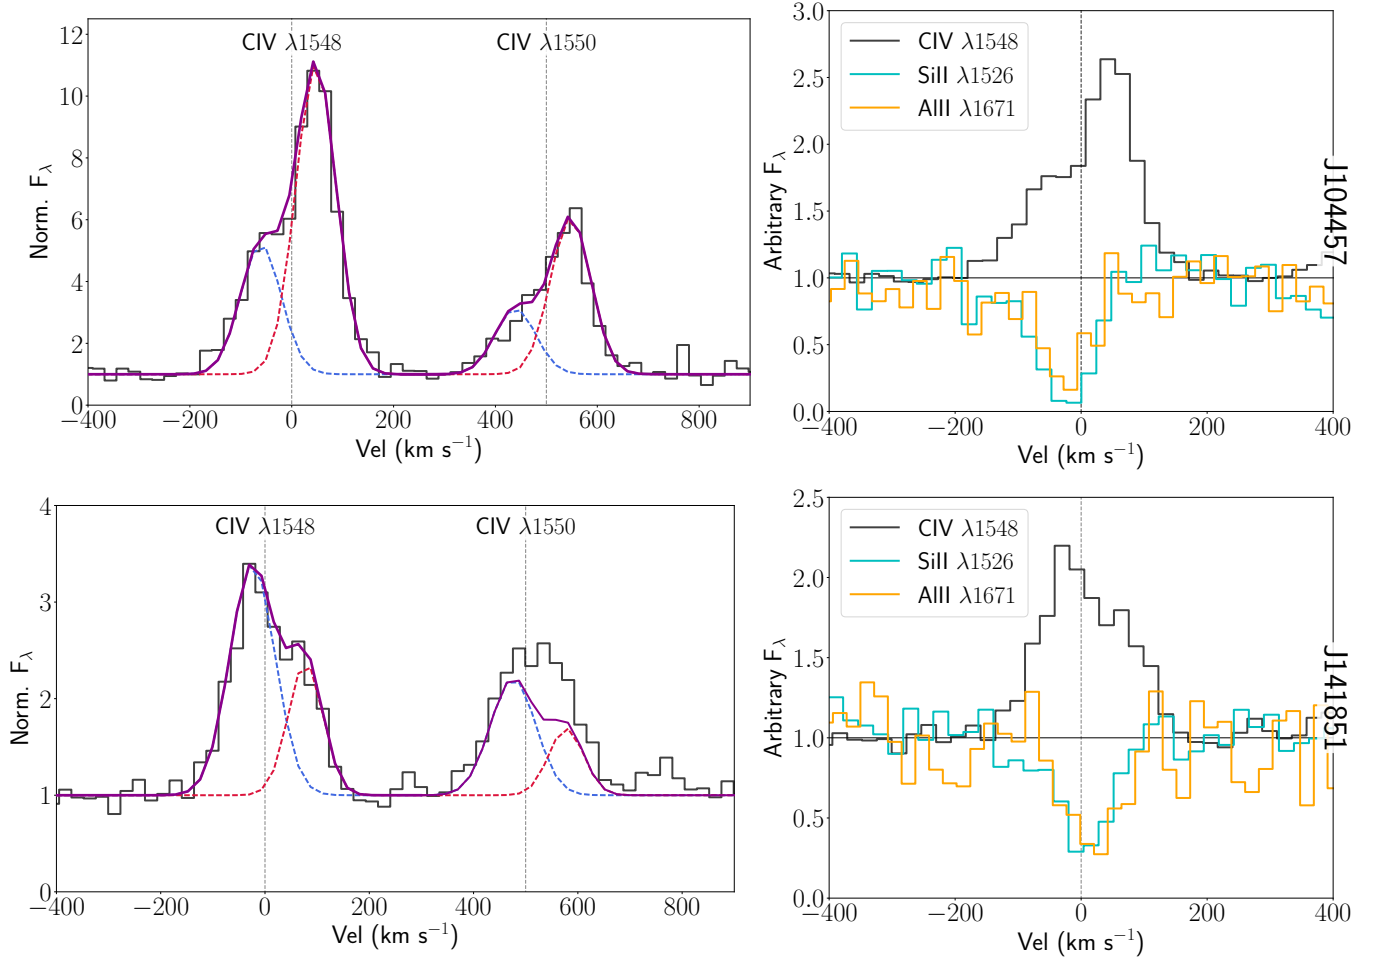 CIV λ1548
CIV λ1550
12
10
8
6
4
2
0
Norm. Fλ
−400
−200
0
200
400
600
800
Vel (km s−1)
CIV λ1548
SiII λ1526
AlII λ1671
3.0
2.5
2.0
1.5
1.0
0.5
0.0
Arbitrary Fλ
−400
−200
0
200
400
Vel (km s−1)
J104457
CIV λ1548
CIV λ1550
4
3
2
1
0
Norm. Fλ
−400
−200
0
200
400
600
800
Vel (km s−1)
CIV λ1548
SiII λ1526
AlII λ1671
2.5
2.0
1.5
1.0
0.5
0.0
Arbitrary Fλ
−400
−200
0
200
400
Vel (km s−1)
J141851